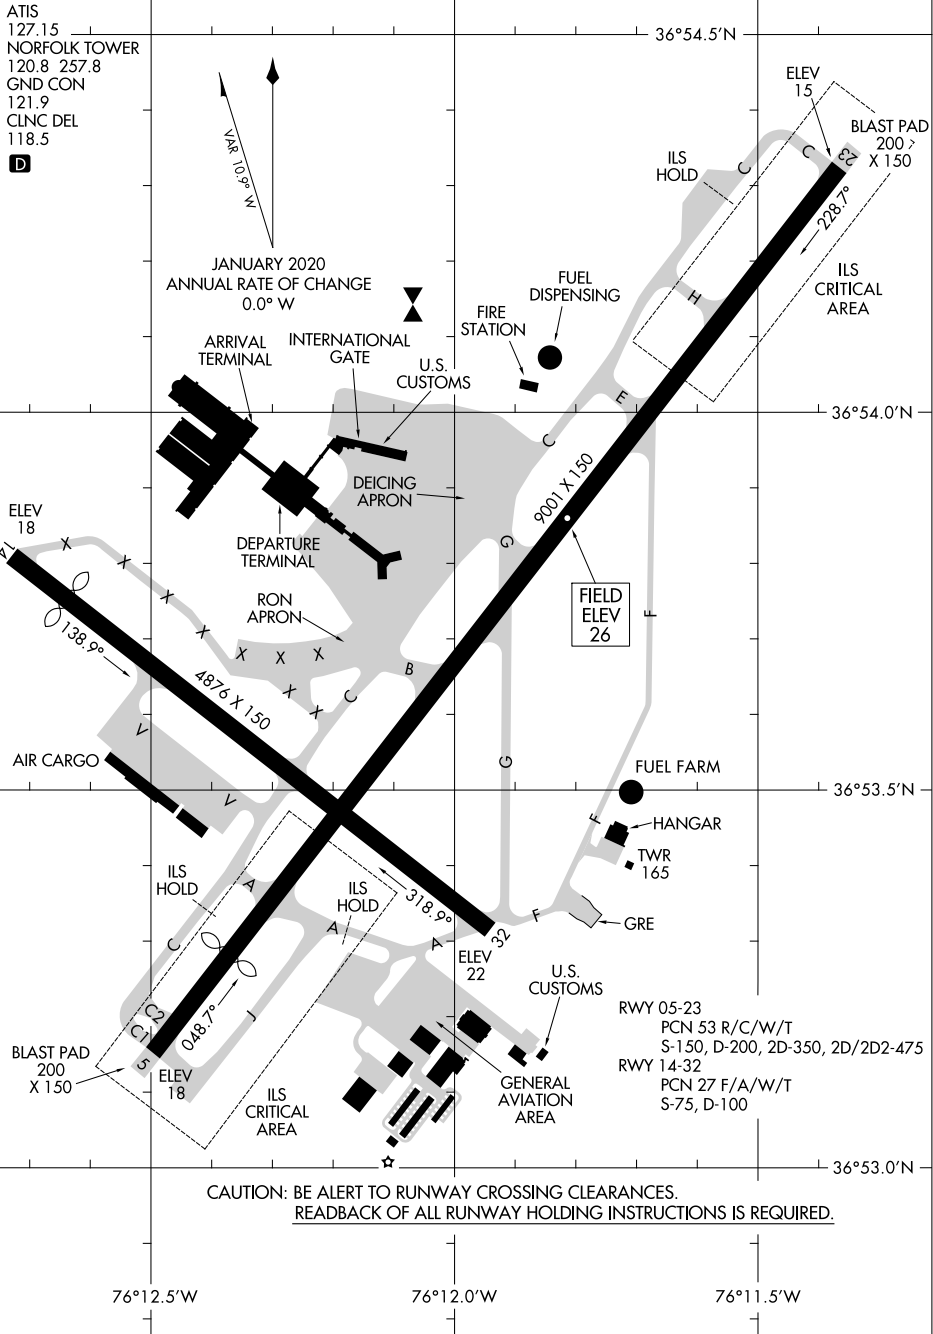 ATIS
127.15
NORFOLK TOWER
120.8 257.8
GND CON
121.9
CLNC DEL
118.5
D
36°54.5'N
VAR 10.9° W
JANUARY 2020
ANNUAL RATE OF CHANGE
0.0° W
ELEV
15
BLAST PAD
200
X 150
23
C
C
ILS
HOLD
228.7°
ILS
CRITICAL
AREA
H
FUEL
DISPENSING
FIRE
STATION
ARRIVAL
TERMINAL
INTERNATIONAL
GATE
U.S.
CUSTOMS
E
36°54.0'N
C
DEICING
APRON
9001 X 150
ELEV
18
14
X
X
X
X
X
X
X
X
X
DEPARTURE
TERMINAL
G
RON
APRON
FIELD
ELEV
26
F
138.9°
B
C
4876 X 150
V
G
AIR CARGO
V
FUEL FARM
36°53.5'N
F
HANGAR
TWR
165
ILS
HOLD
A
ILS
HOLD
318.9°
A
A
F
GRE
32
ELEV
22
C
U.S.
CUSTOMS
C2
C1
048.7°
J
5
BLAST PAD
200
X 150
ELEV
18
ILS
CRITICAL
AREA
GENERAL
AVIATION
AREA
RWY 05-23
PCN 53 R/C/W/T
S-150, D-200, 2D-350, 2D/2D2-475
RWY 14-32
PCN 27 F/A/W/T
S-75, D-100
36°53.0'N
CAUTION: BE ALERT TO RUNWAY CROSSING CLEARANCES.
READBACK OF ALL RUNWAY HOLDING INSTRUCTIONS IS REQUIRED.
76°12.5'W
76°12.0'W
76°11.5'W